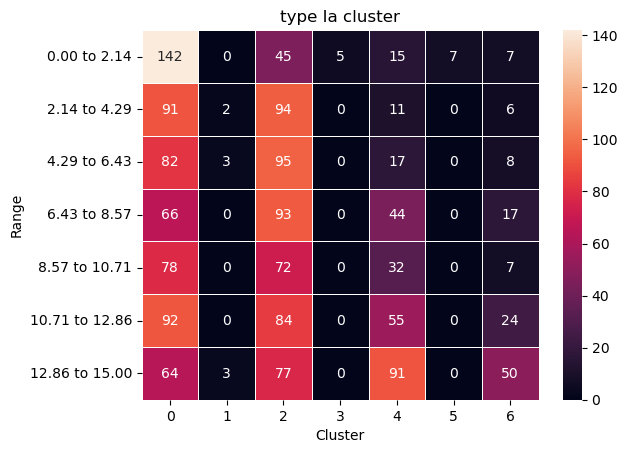 type Ia cluster
Range
0.00 to 2.14 142 0 45 5 15 7 7
2.14 to 4.29 91 2 94 0 11 0 6
4.29 to 6.43 82 3 95 0 17 0 8
6.43 to 8.57 66 0 93 0 44 0 17
8.57 to 10.71 78 0 72 0 32 0 7
10.71 to 12.86 92 0 84 0 55 0 24
12.86 to 15.00 64 3 77 0 91 0 50
0 1 2 3 4 5 6
Cluster
140
120
100
80
60
40
20
0